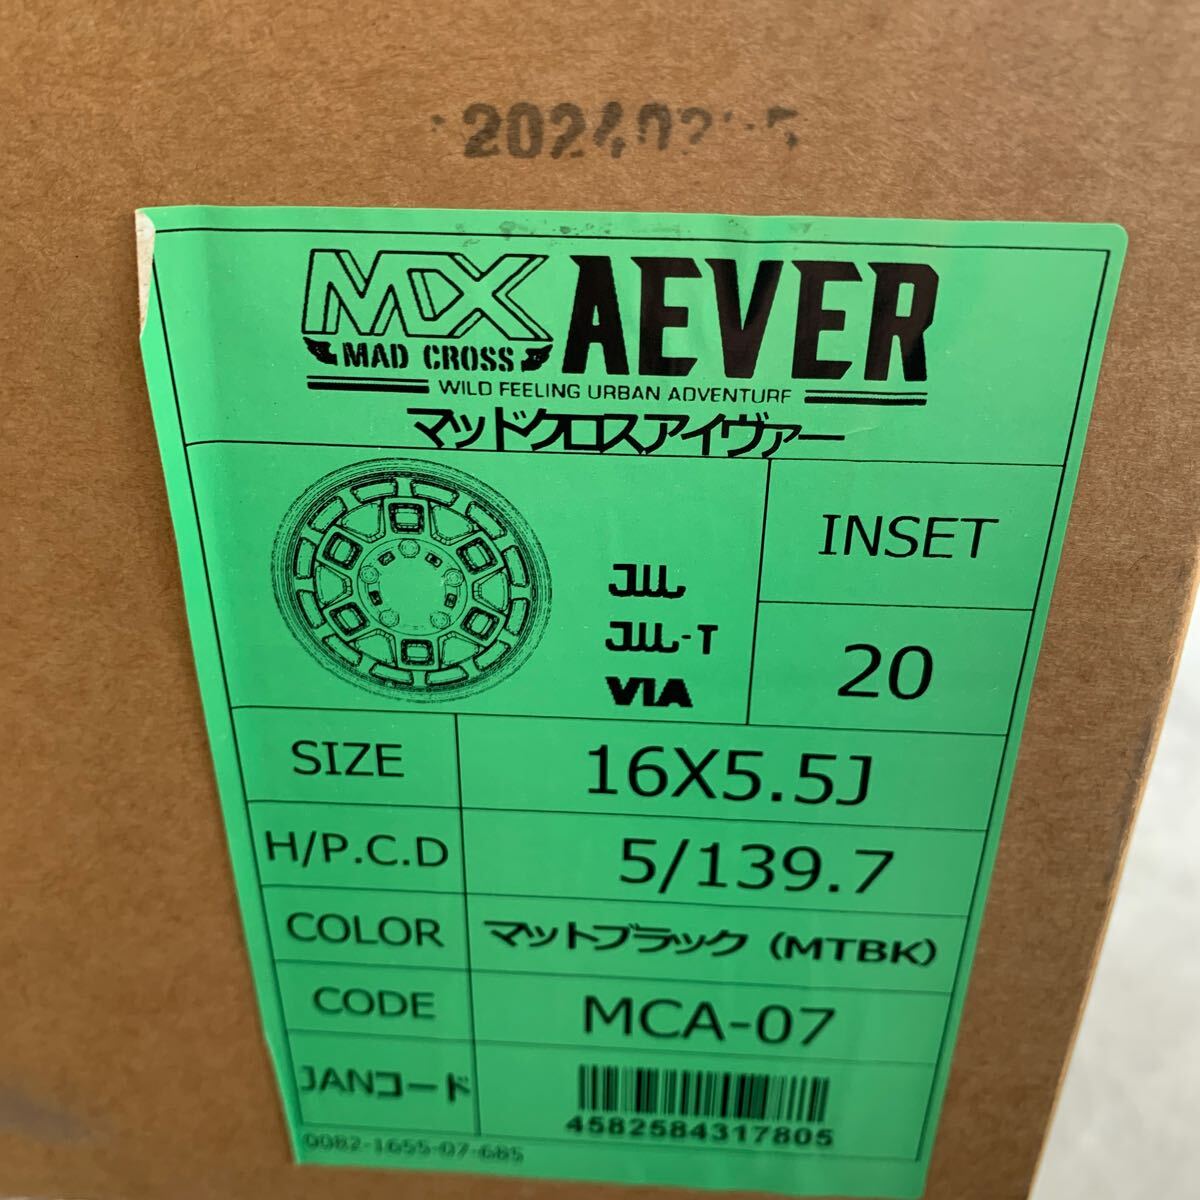 MX AEVER
MAD CROSS
WILD FEELING URBAN ADVENTURE
マッドクロスアイヴァー
JWL
JWL-T
VIA
INSET
20
SIZE 16X5.5J
H/P.C.D 5/139.7
COLOR マットブラック (MTBK)
CODE MCA-07
JANコード 4582584317805
0082-1655-07-685